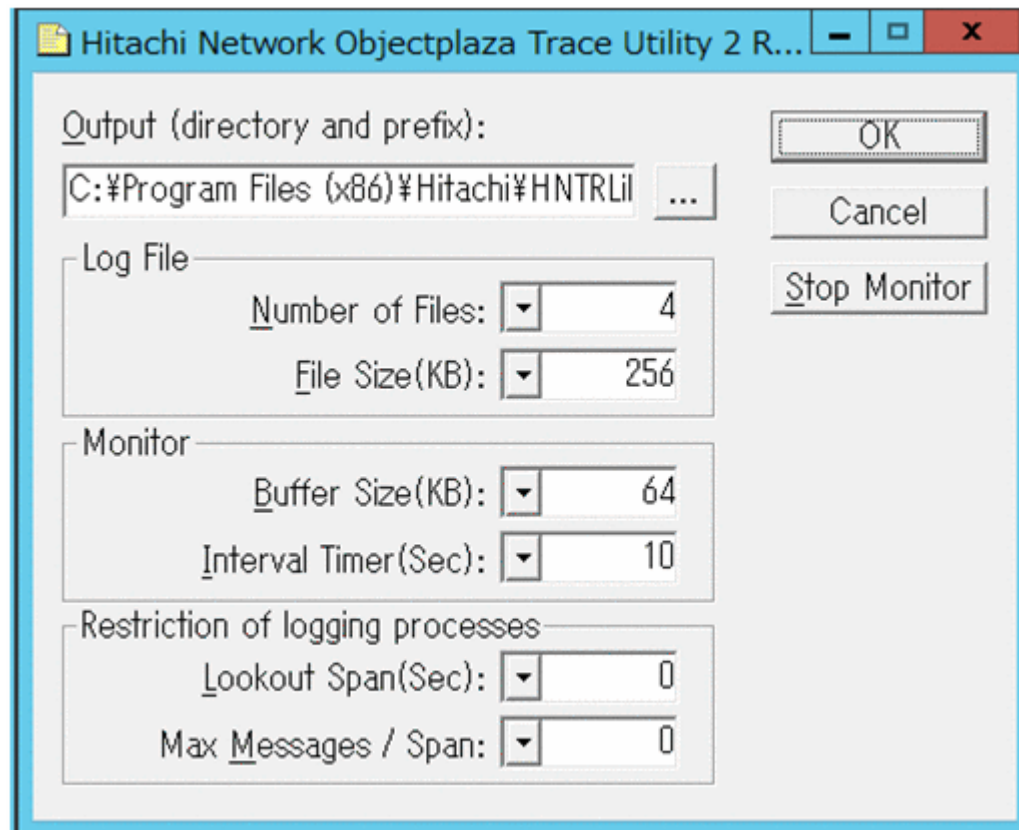 Hitachi Network Objectplaza Trace Utility 2 R...
Output (directory and prefix):
C:¥Program Files (x86)¥Hitachi¥HNTRLil
...
OK
Cancel
Stop Monitor
Log File
Number of Files: 4
File Size(KB): 256
Monitor
Buffer Size(KB): 64
Interval Timer(Sec): 10
Restriction of logging processes
Lookout Span(Sec): 0
Max Messages / Span: 0